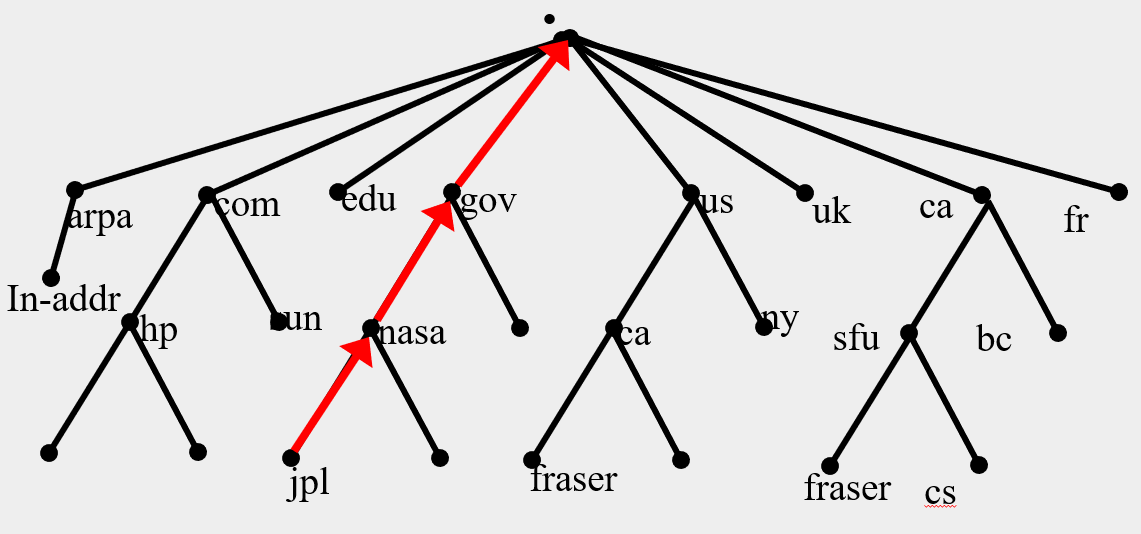 .
arpa
com
edu
gov
us
uk
ca
fr
In-addr
hp
nasa
ca
ny
sfu
bc
jpl
fraser
fraser
cs